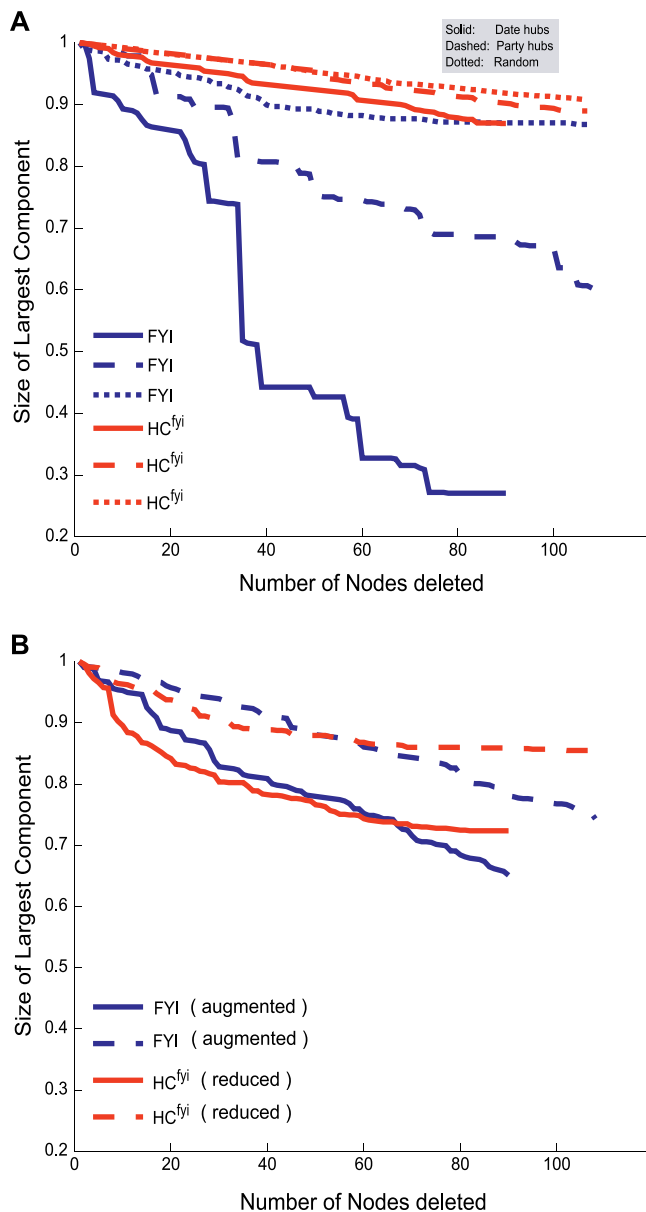 A
Solid: Date hubs
Dashed: Party hubs
Dotted: Random
1
0.9
0.8
0.7
0.6
0.5
0.4
0.3
0.2
Size of Largest Component
FYI
FYI
FYI
HC^fyi
HC^fyi
HC^fyi
0 20 40 60 80 100
Number of Nodes deleted
B
1
0.9
0.8
0.7
0.6
0.5
0.4
0.3
0.2
Size of Largest Component
FYI ( augmented )
FYI ( augmented )
HC^fyi ( reduced )
HC^fyi ( reduced )
0 20 40 60 80 100
Number of Nodes deleted